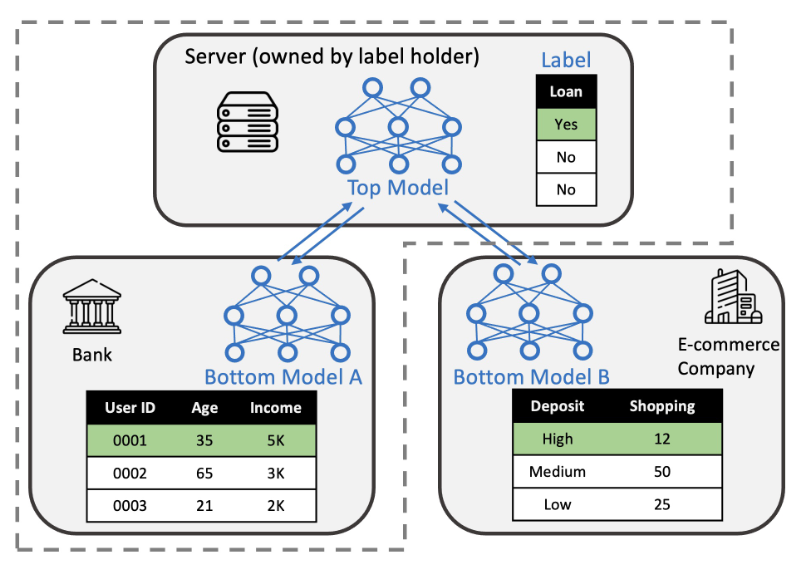 Server (owned by label holder)
Label
Loan
Yes
No
No
Top Model
Bank
Bottom Model A
User ID Age Income
0001 35 5K
0002 65 3K
0003 21 2K
E-commerce
Company
Bottom Model B
Deposit Shopping
High 12
Medium 50
Low 25